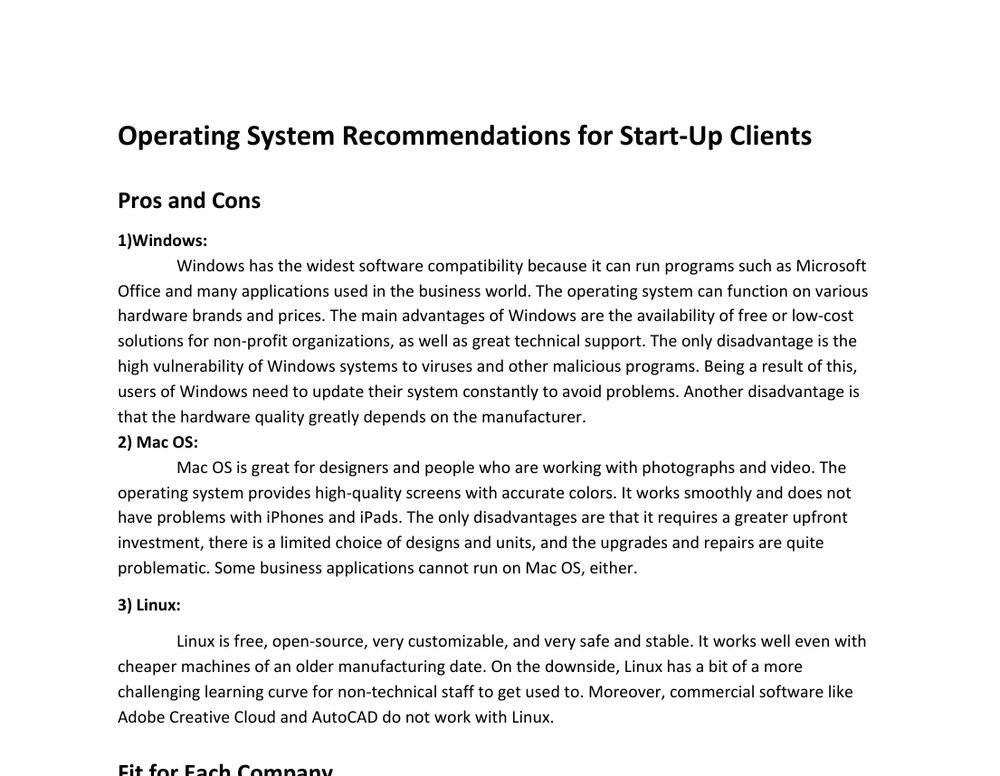 Operating System Recommendations for Start-Up Clients
Pros and Cons
1)Windows:
Windows has the widest software compatibility because it can run programs such as Microsoft
Office and many applications used in the business world. The operating system can function on various
hardware brands and prices. The main advantages of Windows are the availability of free or low-cost
solutions for non-profit organizations, as well as great technical support. The only disadvantage is the
high vulnerability of Windows systems to viruses and other malicious programs. Being a result of this,
users of Windows need to update their system constantly to avoid problems. Another disadvantage is
that the hardware quality greatly depends on the manufacturer.
2) Mac OS:
Mac OS is great for designers and people who are working with photographs and video. The
operating system provides high-quality screens with accurate colors. It works smoothly and does not
have problems with iPhones and iPads. The only disadvantages are that it requires a greater upfront
investment, there is a limited choice of designs and units, and the upgrades and repairs are quite
problematic. Some business applications cannot run on Mac OS, either.
3) Linux:
Linux is free, open-source, very customizable, and very safe and stable. It works well even with
cheaper machines of an older manufacturing date. On the downside, Linux has a bit of a more
challenging learning curve for non-technical staff to get used to. Moreover, commercial software like
Adobe Creative Cloud and AutoCAD do not work with Linux.
Fit for Each Company